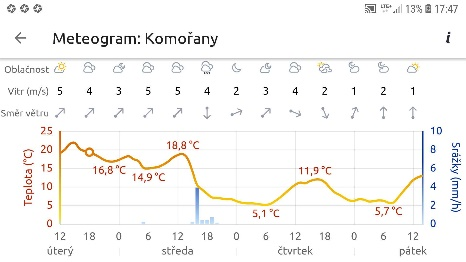 LTE+ 13% 17:47
Meteogram: Komořany i
Oblačnost
Vítr (m/s) 5 4 3 5 5 4 2 3 4 2 1 2 1
Směr větru
25 10
20 18,8 °C 8
15 16,8 °C 14,9 °C 11,9 °C 6
10 4
5 5,1 °C 5,7 °C 2
0 0
Teplota (°C) Srážky (mm/h)
12 18 0 6 12 18 0 6 12 18 0 6 12
úterý středa čtvrtek pátek